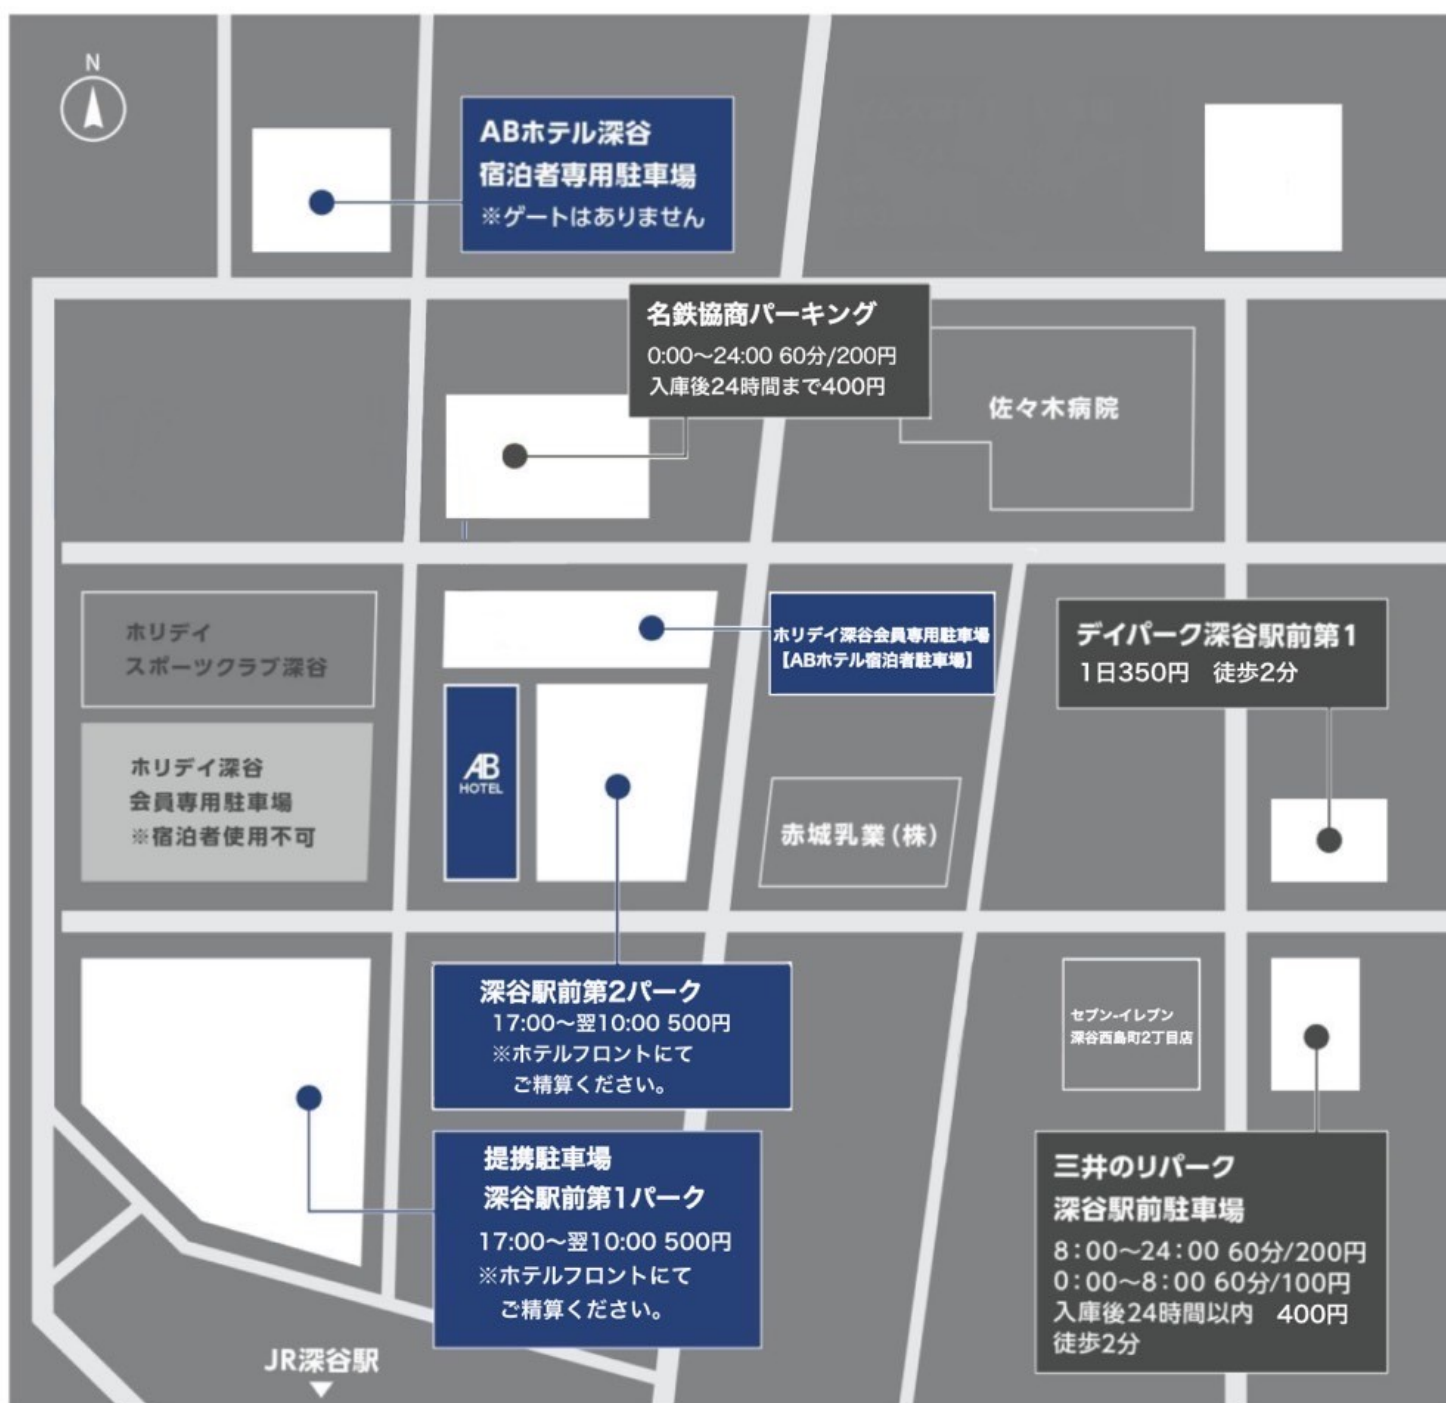 N
ABホテル深谷
宿泊者専用駐車場
※ゲートはありません
名鉄協商パーキング
0:00〜24:00 60分/200円
入庫後24時間まで400円
佐々木病院
ホリデイ
スポーツクラブ深谷
ホリデイ深谷会員専用駐車場
【ABホテル宿泊者駐車場】
デイパーク深谷駅前第1
1日350円　徒歩2分
ホリデイ深谷
会員専用駐車場
※宿泊者使用不可
AB
HOTEL
赤城乳業(株)
深谷駅前第2パーク
17:00〜翌10:00 500円
※ホテルフロントにて
ご精算ください。
セブン-イレブン
深谷西島町2丁目店
提携駐車場
深谷駅前第1パーク
17:00〜翌10:00 500円
※ホテルフロントにて
ご精算ください。
三井のリパーク
深谷駅前駐車場
8:00〜24:00 60分/200円
0:00〜8:00 60分/100円
入庫後24時間以内　400円
徒歩2分
JR深谷駅